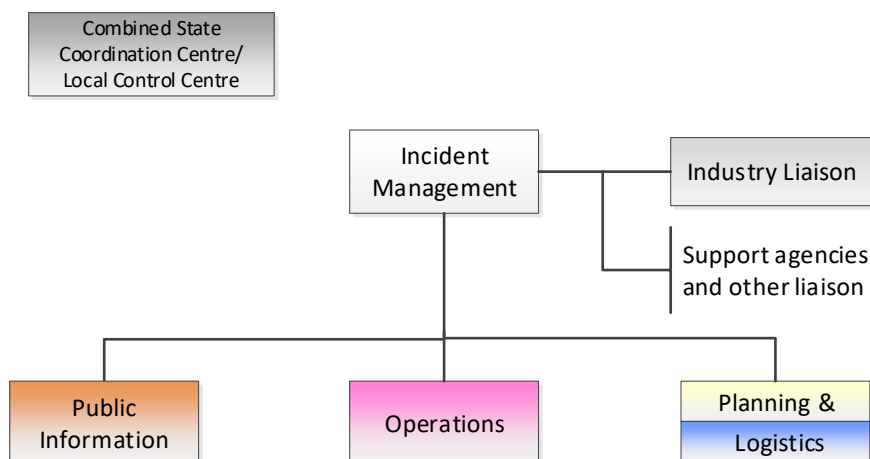 Combined State
Coordination Centre/
Local Control Centre
Incident
Management
Industry Liaison
Support agencies
and other liaison
Public
Information
Operations
Planning &
Logistics